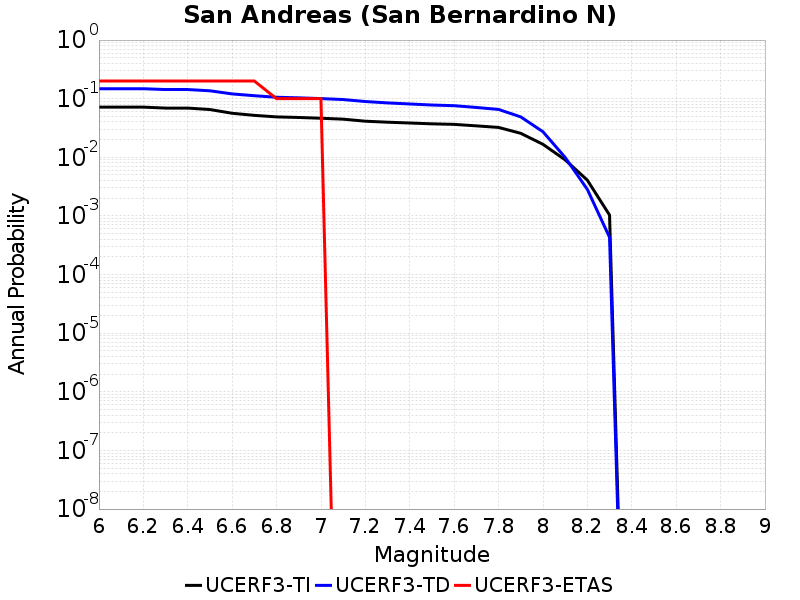 San Andreas (San Bernardino N)
10^0
10^-1
10^-2
10^-3
10^-4
10^-5
10^-6
10^-7
10^-8
Annual Probability
6 6.2 6.4 6.6 6.8 7 7.2 7.4 7.6 7.8 8 8.2 8.4 8.6 8.8 9
Magnitude
UCERF3-TI UCERF3-TD UCERF3-ETAS